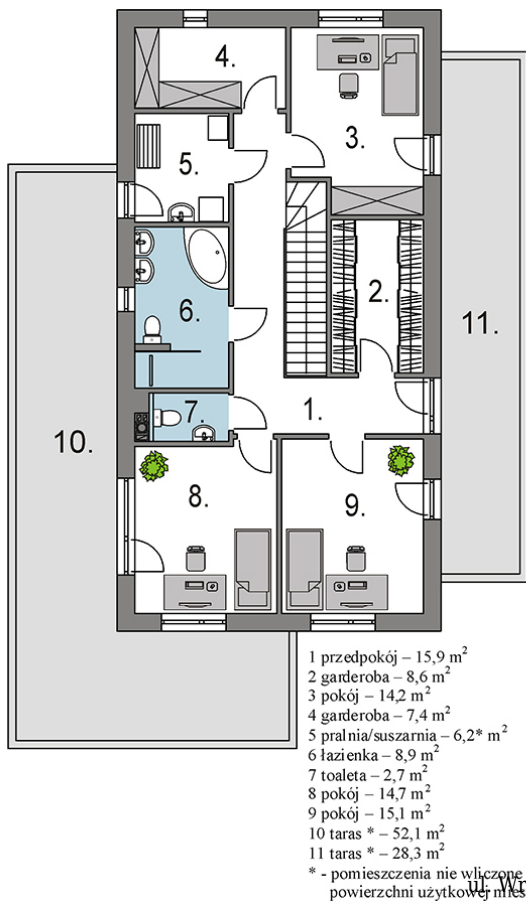 4.
3.
5.
2.
6.
11.
1.
7.
10.
8.
9.
1 przedpokój – 15,9 m²
2 garderoba – 8,6 m²
3 pokój – 14,2 m²
4 garderoba – 7,4 m²
5 pralnia/suszarnia – 6,2* m²
6 łazienka – 8,9 m²
7 toaleta – 2,7 m²
8 pokój – 14,7 m²
9 pokój – 15,1 m²
10 taras * – 52,1 m²
11 taras * – 28,3 m²
* - pomieszczenia nie wliczone
powierzchni użytkowej
ul.